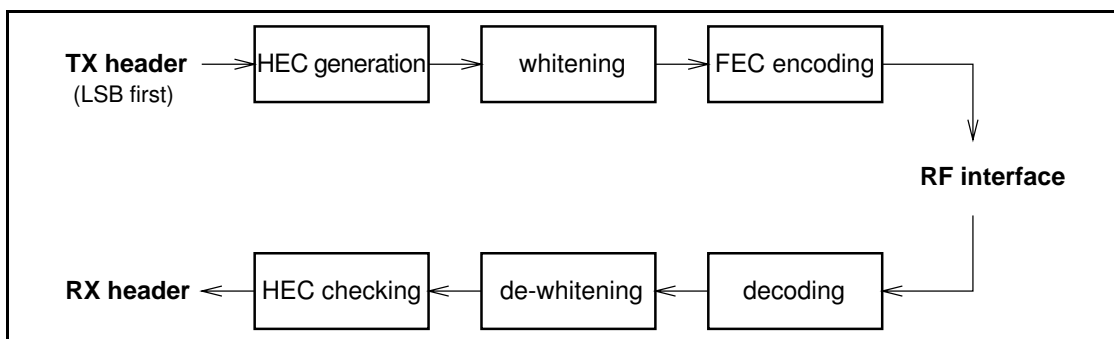 TX header
(LSB first)
HEC generation
whitening
FEC encoding
RF interface
RX header
HEC checking
de-whitening
decoding